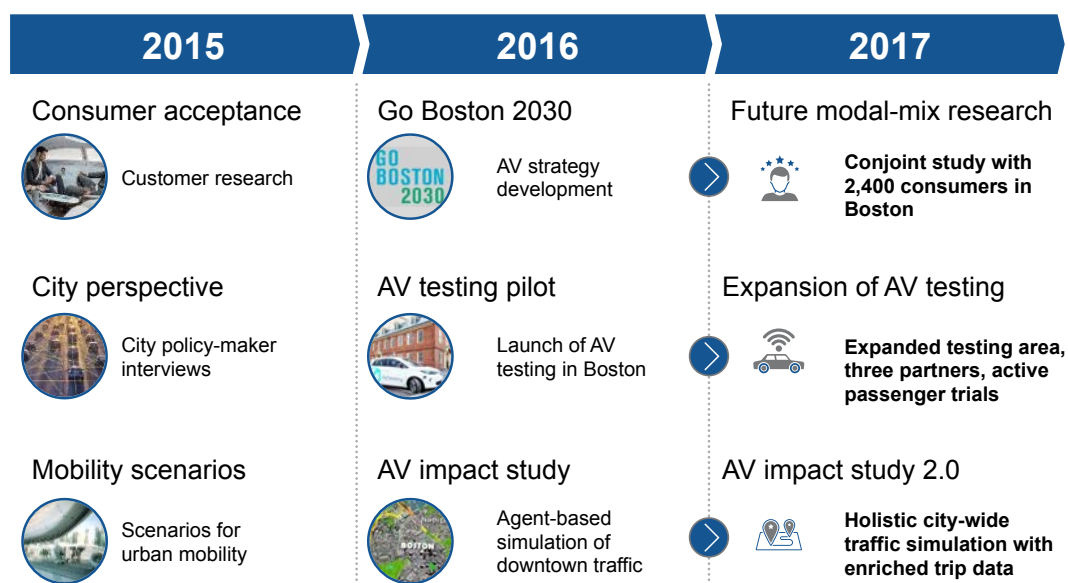 2015
2016
2017
Consumer acceptance
Customer research
Go Boston 2030
GO
BOSTON
2030
AV strategy
development
Future modal-mix research
Conjoint study with
2,400 consumers in
Boston
City perspective
City policy-maker
interviews
AV testing pilot
Launch of AV
testing in Boston
Expansion of AV testing
Expanded testing area,
three partners, active
passenger trials
Mobility scenarios
Scenarios for
urban mobility
AV impact study
BOSTON
Agent-based
simulation of
downtown traffic
AV impact study 2.0
Holistic city-wide
traffic simulation with
enriched trip data